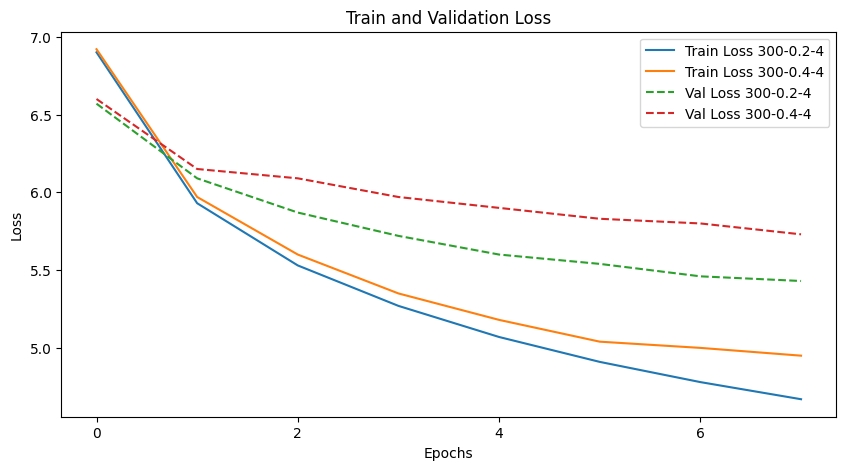 Train and Validation Loss
Train Loss 300-0.2-4
Train Loss 300-0.4-4
Val Loss 300-0.2-4
Val Loss 300-0.4-4
Loss
7.0
6.5
6.0
5.5
5.0
0 2 4 6
Epochs